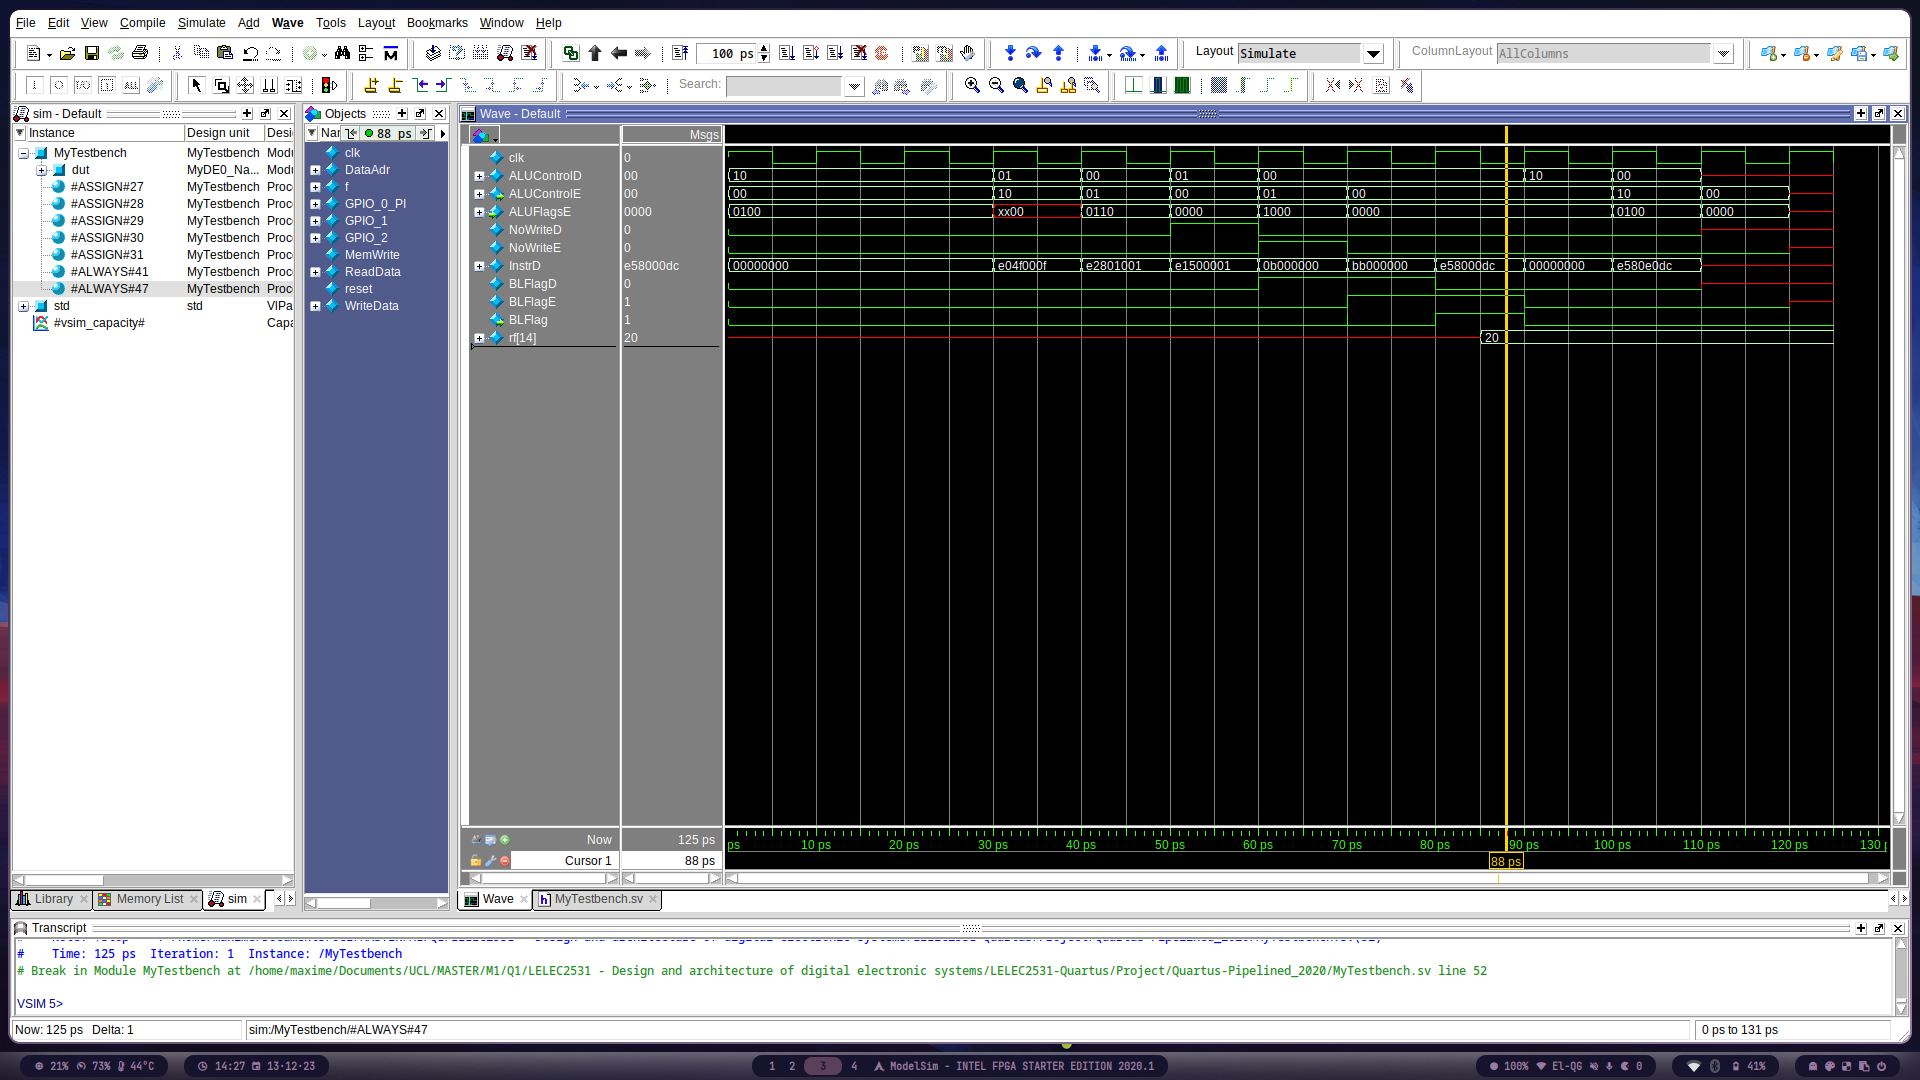 File Edit View Compile Simulate Add Wave Tools Layout Bookmarks Window Help
100 ps
Layout Simulate
ColumnLayout AllColumns
Search:
sim - Default
Instance Design unit Desi
MyTestbench MyTestbench Modu
dut MyDE0_Na... Modu
#ASSIGN#27 MyTestbench Proc
#ASSIGN#28 MyTestbench Proc
#ASSIGN#29 MyTestbench Proc
#ASSIGN#30 MyTestbench Proc
#ASSIGN#31 MyTestbench Proc
#ALWAYS#41 MyTestbench Proc
#ALWAYS#47 MyTestbench Proc
std std VIPa
#vsim_capacity# Capa
Library Memory List sim
Objects
Nar 88 ps
clk
DataAdr
f
GPIO_0_PI
GPIO_1
GPIO_2
MemWrite
ReadData
reset
WriteData
Wave - Default
Msgs
clk 0
ALUControlD 00 10 01 00 01 00 10 00
ALUControlE 00 00 10 01 00 01 00 10 00
ALUFlagsE 0000 0100 xx00 0110 0000 1000 0000 0100 0000
NoWriteD 0
NoWriteE 0
InstrD e58000dc 00000000 e04f000f e2801001 e1500001 0b000000 bb000000 e58000dc 00000000 e580e0dc
BLFlagD 0
BLFlagE 1
BLFlag 1
rf[14] 20 20
Now 125 ps ps 10 ps 20 ps 30 ps 40 ps 50 ps 60 ps 70 ps 80 ps 90 ps 100 ps 110 ps 120 ps 130
Cursor 1 88 ps 88 ps
Wave MyTestbench.sv
Transcript
# Time: 125 ps Iteration: 1 Instance: /MyTestbench
# Break in Module MyTestbench at /home/maxime/Documents/UCL/MASTER/M1/Q1/LELEC2531 - Design and architecture of digital electronic systems/LELEC2531-Quartus/Project/Quartus-Pipelined_2020/MyTestbench.sv line 52
VSIM 5>
Now: 125 ps Delta: 1 sim:/MyTestbench/#ALWAYS#47 0 ps to 131 ps
21% 73% 44°C 14:27 13-12-23 1 2 3 4 ModelSim - INTEL FPGA STARTER EDITION 2020.1 100% El-QG 0 41%